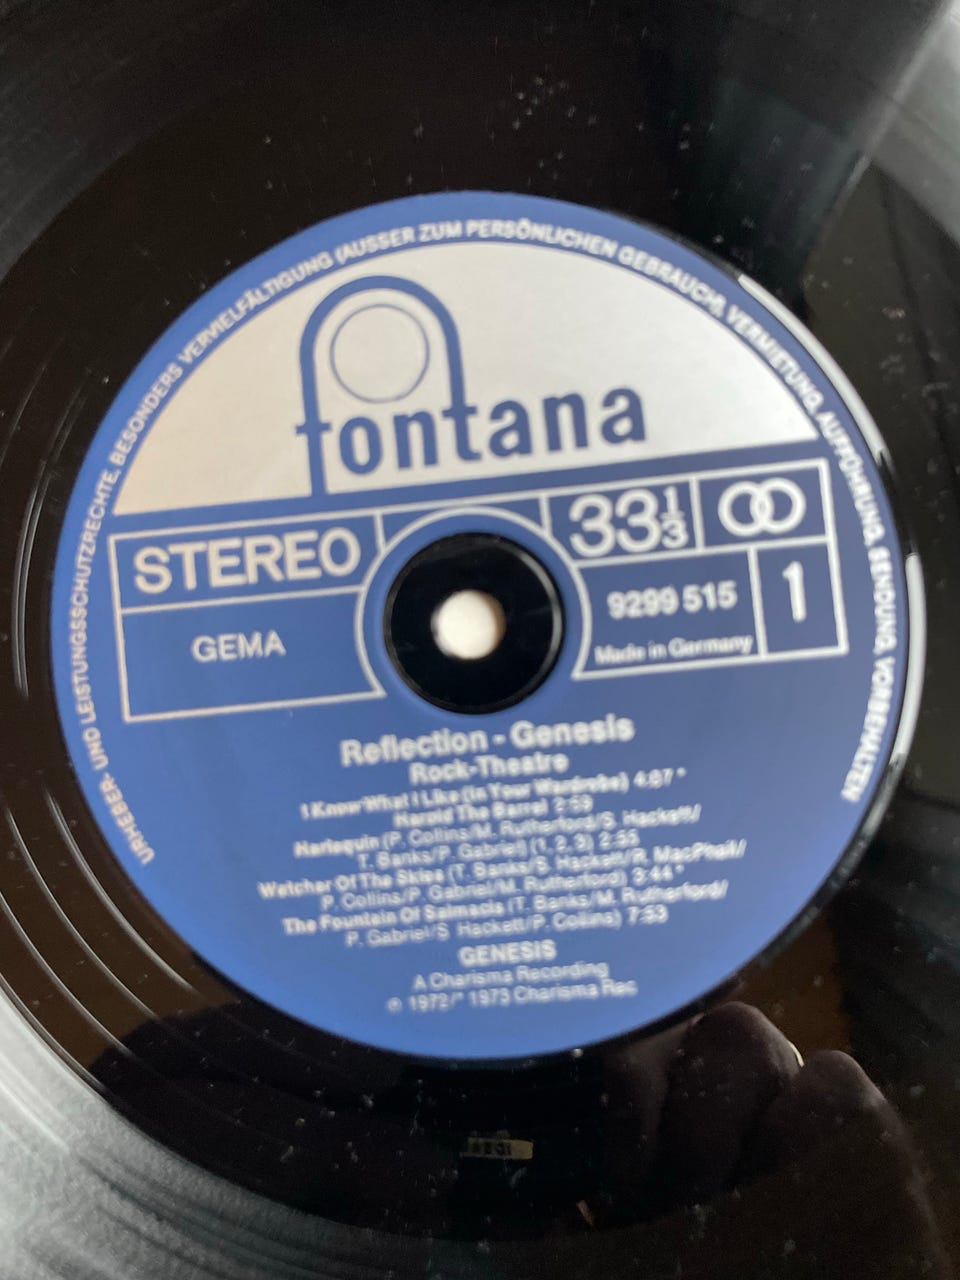 URHEBER- UND LEISTUNGSSCHUTZRECHTE, BESONDERS VERVIELFÄLTIGUNG (AUSSER ZUM PERSÖNLICHEN GEBRAUCH), VERMIETUNG, AUFFÜHRUNG, SENDUNG, VORBEHALTEN
fontana
STEREO
33 1/3
GEMA
9299 515
1
Made in Germany
Reflection - Genesis
Rock-Theatre
I Know What I Like (In Your Wardrobe) 4:07 *
Harold The Barrel 2:59
Harlequin (P. Collins/M. Rutherford/S. Hackett/
T. Banks/P. Gabriel) (1, 2, 3) 2:55
Watcher Of The Skies (T. Banks/S. Hackett/R. MacPhail/
P. Collins/P. Gabriel/M. Rutherford) 3:44 *
The Fountain Of Salmacis (T. Banks/M. Rutherford/
P. Gabriel/S Hackett/P. Collins) 7:53
GENESIS
A Charisma Recording
℗ 1972/* 1973 Charisma Rec